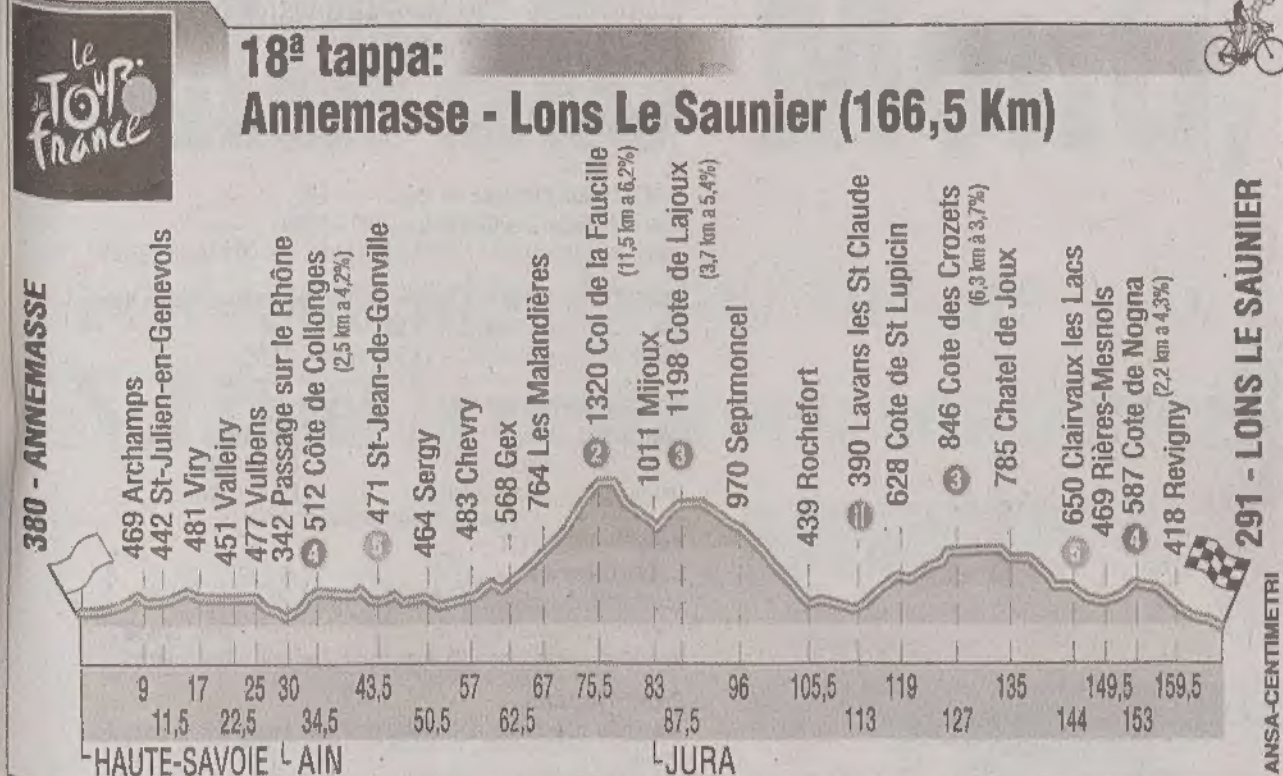 le
Tour
de
france
18ª tappa:
Annemasse - Lons Le Saunier (166,5 Km)
380 - ANNEMASSE
469 Archamps
442 St-Julien-en-Genevols
481 Viry
451 Valleiry
477 Vulbens
342 Passage sur le Rhône
4 512 Côte de Collonges
(2,5 km a 4,2%)
471 St-Jean-de-Gonville
464 Sergy
483 Chevry
568 Gex
764 Les Malandières
2 1320 Col de la Faucille
(11,5 km a 6,2%)
1011 Mijoux
3 1198 Cote de Lajoux
(3,7 km a 5,4%)
970 Septmoncel
439 Rochefort
390 Lavans les St Claude
628 Cote de St Lupicin
3 846 Cote des Crozets
(6,3 km à 3,7%)
785 Chatel de Joux
650 Clairvaux les Lacs
469 Rières-Mesnols
4 587 Cote de Nogna
(2,2 km a 4,3%)
418 Revigny
291 - LONS LE SAUNIER
9 17 25 30 43,5 57 67 75,5 83 96 105,5 119 135 149,5 159,5
11,5 22,5 34,5 50,5 62,5 87,5 113 127 144 153
HAUTE-SAVOIE AIN JURA
ANSA-CENTIMETRI